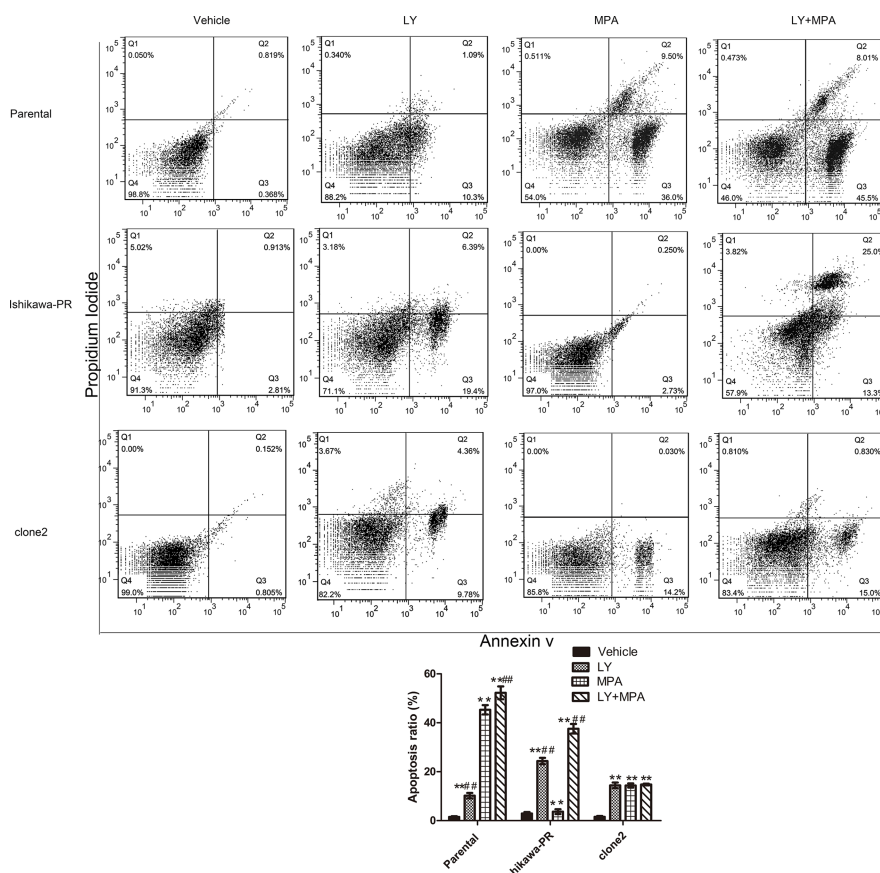 Vehicle LY MPA LY+MPA
Parental
Q1 Q2
0.050% 0.819%
Q4 Q3
98.8% 0.368%
Q1 Q2
0.340% 1.09%
Q4 Q3
88.2% 10.3%
Q1 Q2
0.511% 9.50%
Q4 Q3
54.0% 36.0%
Q1 Q2
0.473% 8.01%
Q4 Q3
46.0% 45.5%
Ishikawa-PR
Q1 Q2
5.02% 0.913%
Q4 Q3
91.3% 2.81%
Q1 Q2
3.18% 6.39%
Q4 Q3
71.1% 19.4%
Q1 Q2
0.00% 0.250%
Q4 Q3
97.0% 2.73%
Q1 Q2
3.82% 25.0%
Q4 Q3
57.9% 13.3%
clone2
Q1 Q2
0.00% 0.152%
Q4 Q3
99.0% 0.805%
Q1 Q2
3.67% 4.36%
Q4 Q3
82.2% 9.78%
Q1 Q2
0.00% 0.030%
Q4 Q3
85.8% 14.2%
Q1 Q2
0.810% 0.830%
Q4 Q3
83.4% 15.0%
Propidium Iodide
Annexin v
Vehicle
LY
MPA
LY+MPA
Apoptosis ratio (%)
60
40
20
0
**## ** **##
**## ** **##
** ** **
Parental
hikawa-PR
clone2